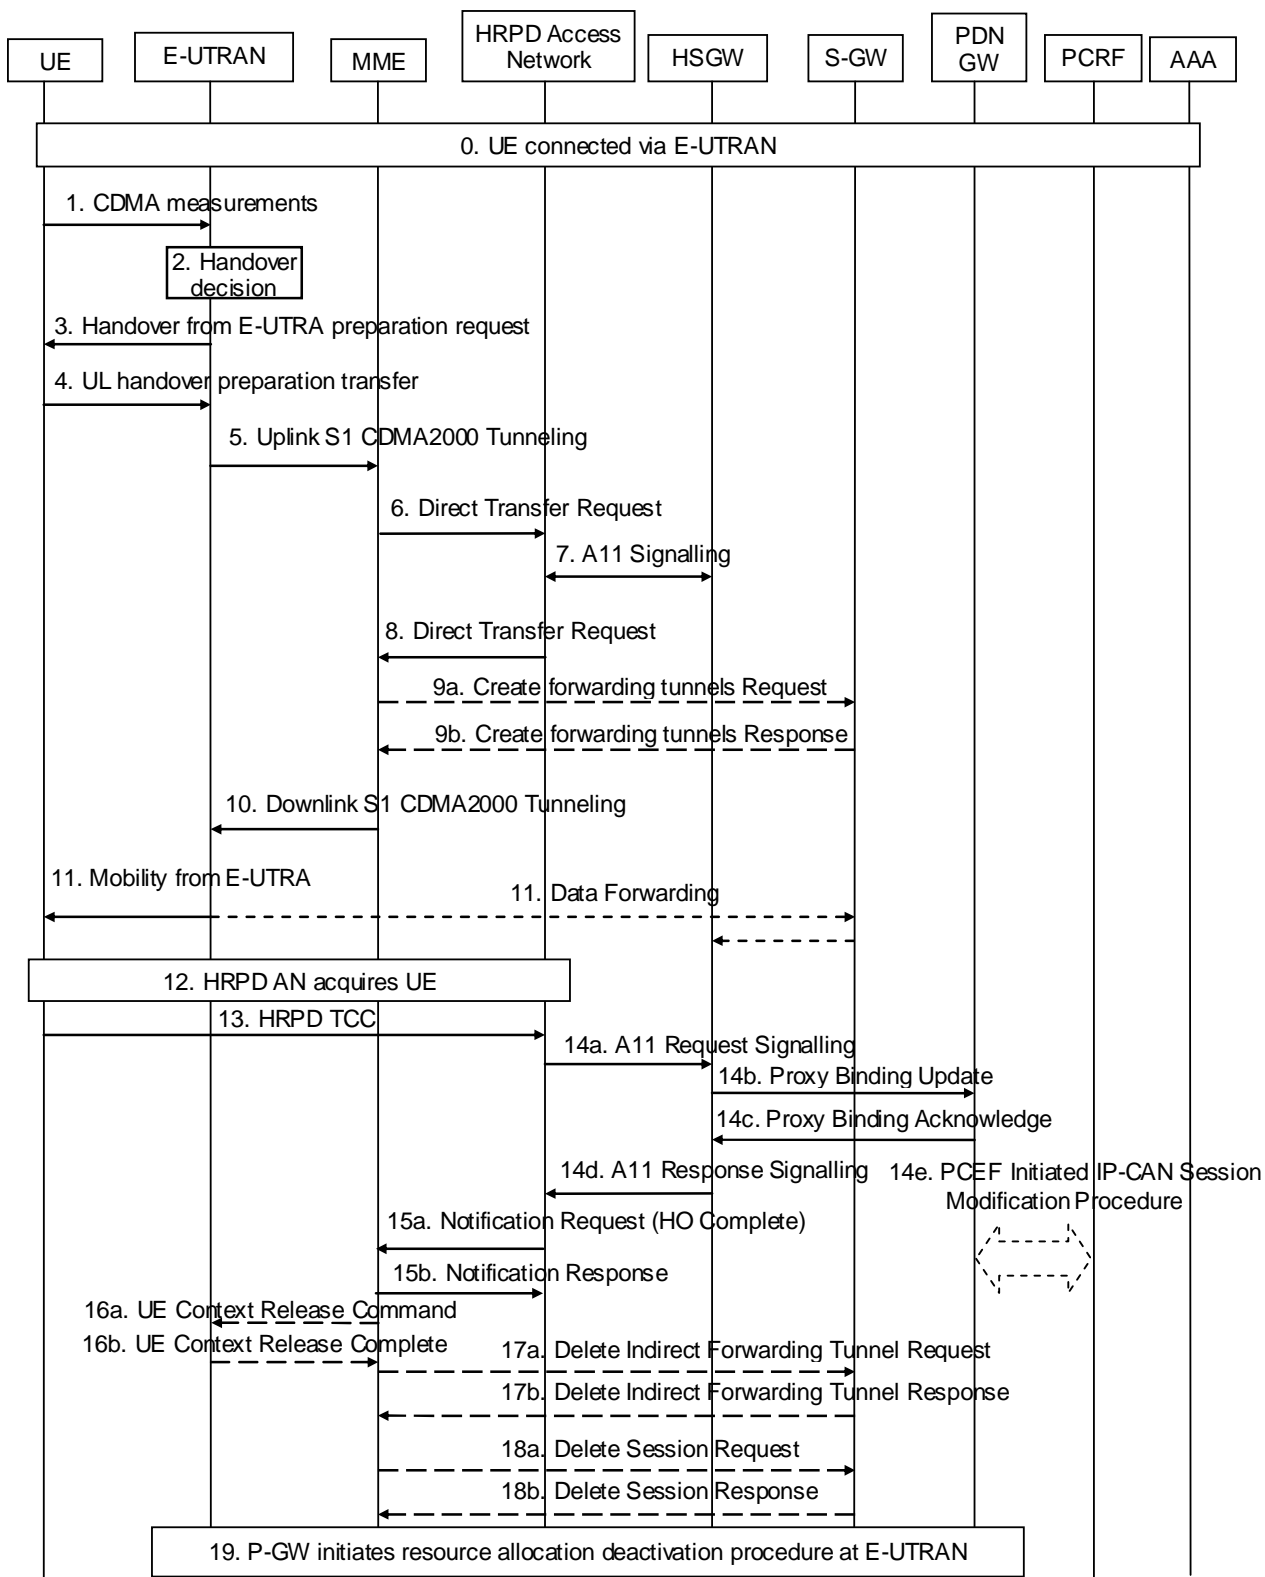 UE
E-UTRAN
MME
HRPD Access
Network
HSGW
S-GW
PDN
GW
PCRF
AAA
0. UE connected via E-UTRAN
1. CDMA measurements
2. Handover
decision
3. Handover from E-UTRA preparation request
4. UL handover preparation transfer
5. Uplink S1 CDMA2000 Tunneling
6. Direct Transfer Request
7. A11 Signalling
8. Direct Transfer Request
9a. Create forwarding tunnels Request
9b. Create forwarding tunnels Response
10. Downlink S1 CDMA2000 Tunneling
11. Mobility from E-UTRA
11. Data Forwarding
12. HRPD AN acquires UE
13. HRPD TCC
14a. A11 Request Signalling
14b. Proxy Binding Update
14c. Proxy Binding Acknowledge
14d. A11 Response Signalling
14e. PCEF Initiated IP-CAN Session
Modification Procedure
15a. Notification Request (HO Complete)
15b. Notification Response
16a. UE Context Release Command
16b. UE Context Release Complete
17a. Delete Indirect Forwarding Tunnel Request
17b. Delete Indirect Forwarding Tunnel Response
18a. Delete Session Request
18b. Delete Session Response
19. P-GW initiates resource allocation deactivation procedure at E-UTRAN